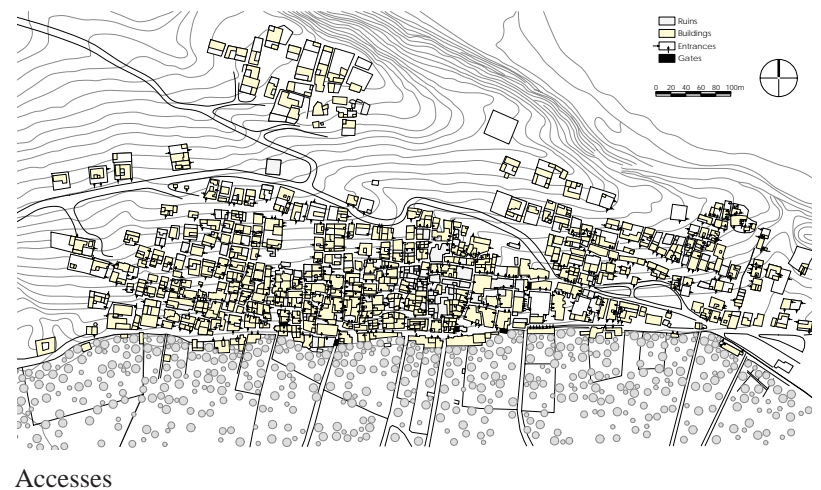 Ruins
Buildings
Entrances
Gates
0 20 40 60 80 100m
Accesses